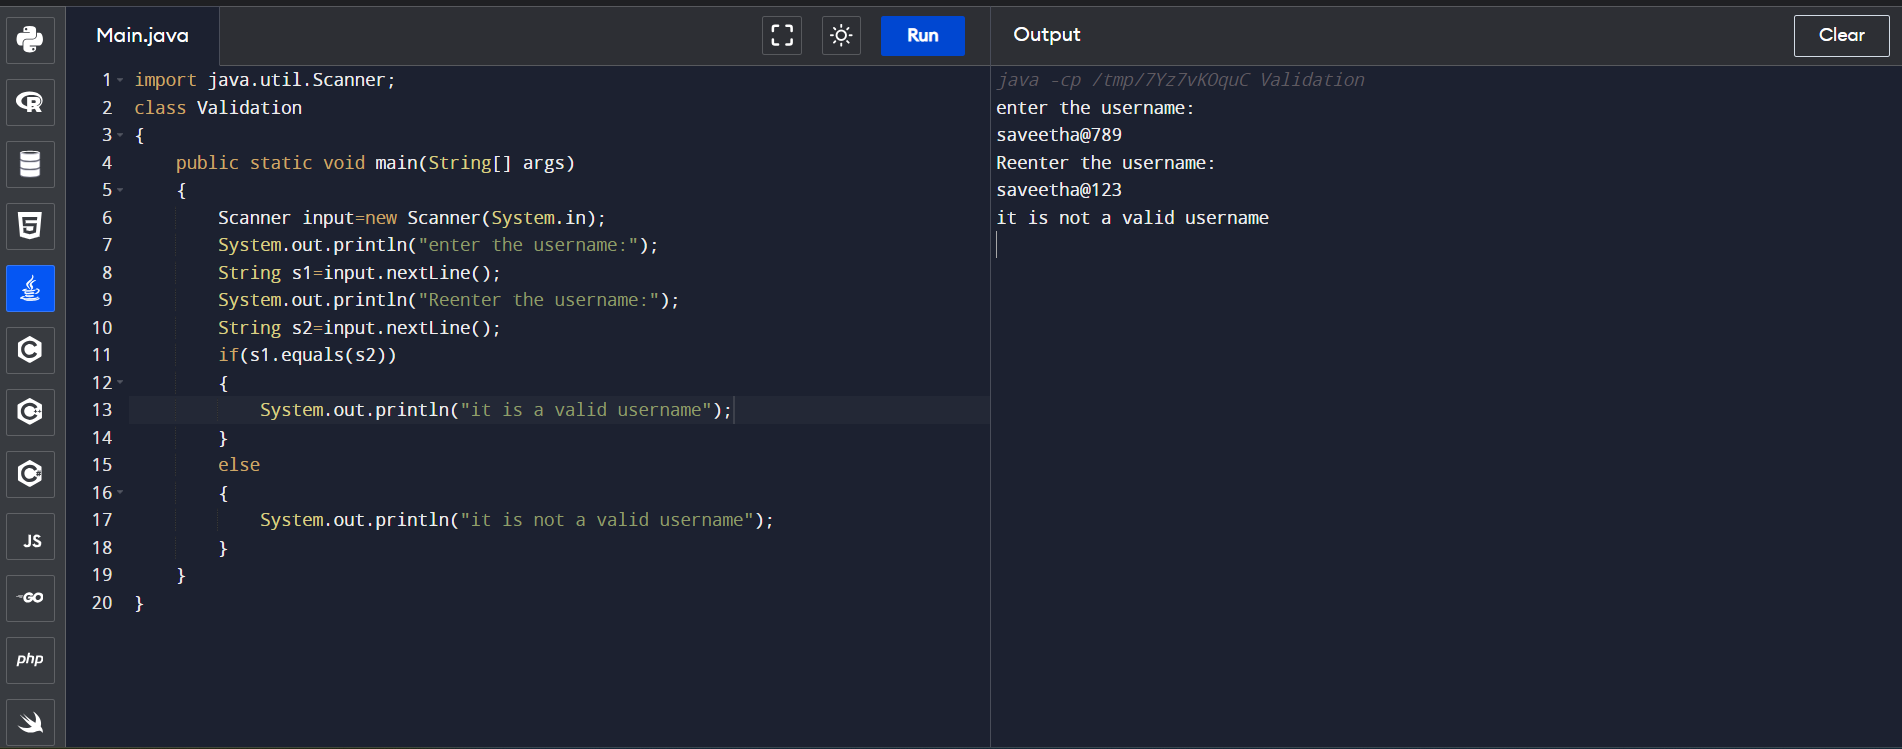 Main.java
Run
1 import java.util.Scanner;
2 class Validation
3 {
4     public static void main(String[] args)
5     {
6         Scanner input=new Scanner(System.in);
7         System.out.println("enter the username:");
8         String s1=input.nextLine();
9         System.out.println("Reenter the username:");
10         String s2=input.nextLine();
11         if(s1.equals(s2))
12         {
13             System.out.println("it is a valid username");
14         }
15         else
16         {
17             System.out.println("it is not a valid username");
18         }
19     }
20 }
Output
Clear
java -cp /tmp/7Yz7vKOquC Validation
enter the username:
saveetha@789
Reenter the username:
saveetha@123
it is not a valid username
R
5
C
C++
C#
JS
GO
php